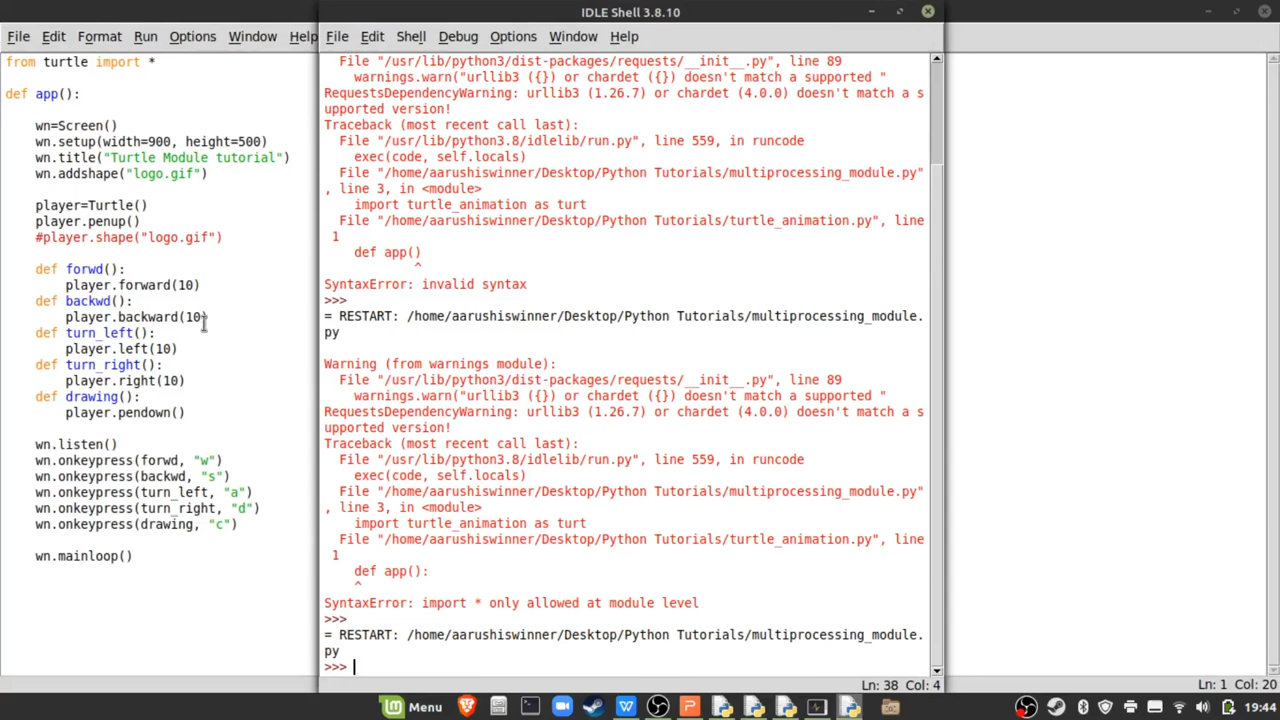 IDLE Shell 3.8.10
File Edit Format Run Options Window Help
from turtle import *
def app():
wn=Screen()
wn.setup(width=900, height=500)
wn.title("Turtle Module tutorial")
wn.addshape("logo.gif")
player=Turtle()
player.penup()
#player.shape("logo.gif")
def forwd():
player.forward(10)
def backwd():
player.backward(10)
def turn_left():
player.left(10)
def turn_right():
player.right(10)
def drawing():
player.pendown()
wn.listen()
wn.onkeypress(forwd, "w")
wn.onkeypress(backwd, "s")
wn.onkeypress(turn_left, "a")
wn.onkeypress(turn_right, "d")
wn.onkeypress(drawing, "c")
wn.mainloop()
File Edit Shell Debug Options Window Help
File "/usr/lib/python3/dist-packages/requests/__init__.py", line 89
warnings.warn("urllib3 ({}) or chardet ({}) doesn't match a supported "
RequestsDependencyWarning: urllib3 (1.26.7) or chardet (4.0.0) doesn't match a s
upported version!
Traceback (most recent call last):
File "/usr/lib/python3.8/idlelib/run.py", line 559, in runcode
exec(code, self.locals)
File "/home/aarushiswinner/Desktop/Python Tutorials/multiprocessing_module.py"
, line 3, in <module>
import turtle_animation as turt
File "/home/aarushiswinner/Desktop/Python Tutorials/turtle_animation.py", line
1
def app()
^
SyntaxError: invalid syntax
>>>
= RESTART: /home/aarushiswinner/Desktop/Python Tutorials/multiprocessing_module.
py
Warning (from warnings module):
File "/usr/lib/python3/dist-packages/requests/__init__.py", line 89
warnings.warn("urllib3 ({}) or chardet ({}) doesn't match a supported "
RequestsDependencyWarning: urllib3 (1.26.7) or chardet (4.0.0) doesn't match a s
upported version!
Traceback (most recent call last):
File "/usr/lib/python3.8/idlelib/run.py", line 559, in runcode
exec(code, self.locals)
File "/home/aarushiswinner/Desktop/Python Tutorials/multiprocessing_module.py"
, line 3, in <module>
import turtle_animation as turt
File "/home/aarushiswinner/Desktop/Python Tutorials/turtle_animation.py", line
1
def app():
^
SyntaxError: import * only allowed at module level
>>>
= RESTART: /home/aarushiswinner/Desktop/Python Tutorials/multiprocessing_module.
py
>>>
Ln: 38 Col: 4
Ln: 1 Col: 20
Menu
19:44